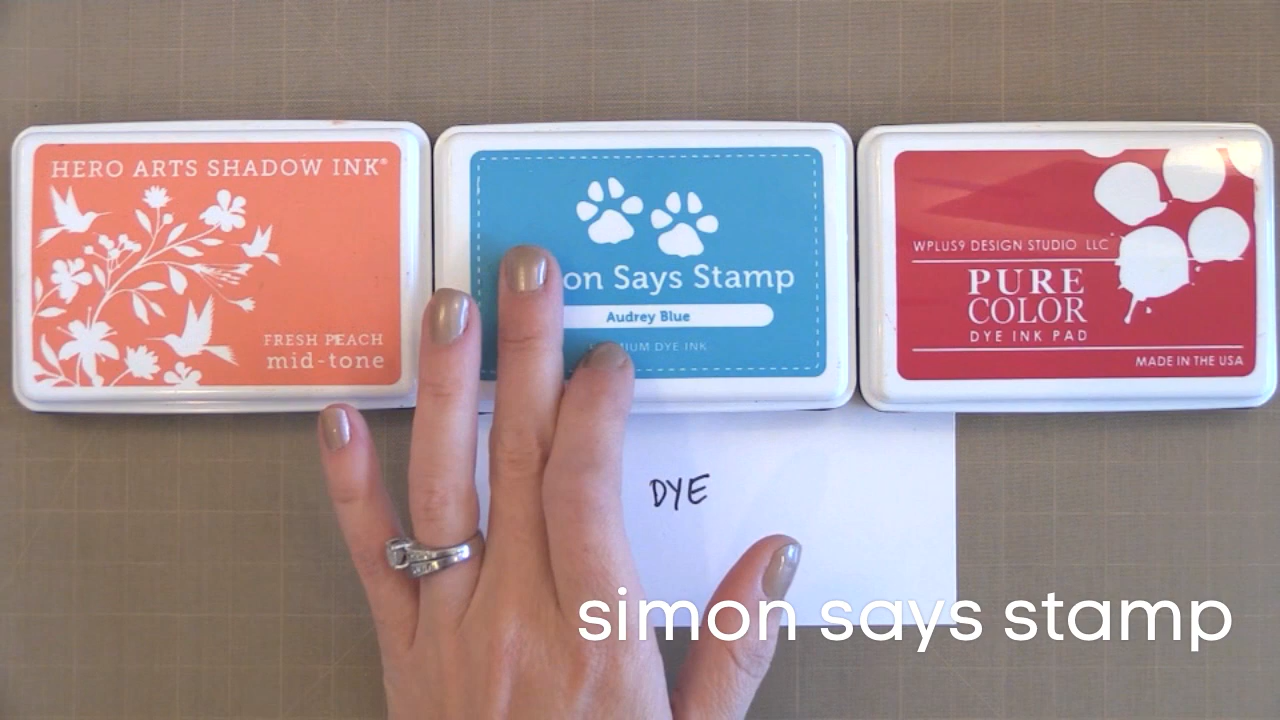 HERO ARTS SHADOW INK®
FRESH PEACH
mid-tone
on Says Stamp
Audrey Blue
MIUM DYE INK
WPLUS9 DESIGN STUDIO LLC
PURE
COLOR
DYE INK PAD
MADE IN THE USA
DYE
simon says stamp